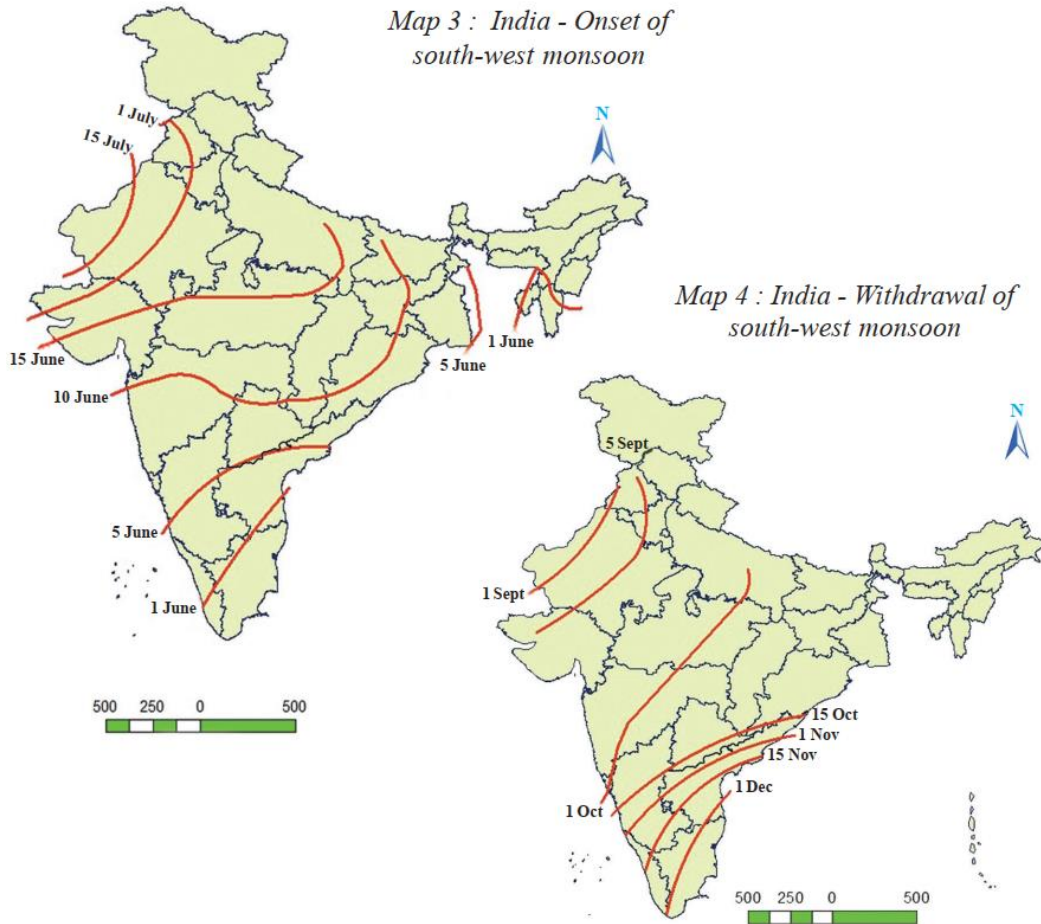 Map 3 : India - Onset of
south-west monsoon
1 July
15 July
N
15 June
10 June
5 June
1 June
5 June
1 June
500 250 0 500
Map 4 : India - Withdrawal of
south-west monsoon
N
5 Sept
1 Sept
15 Oct
1 Nov
15 Nov
1 Dec
1 Oct
500 250 0 500